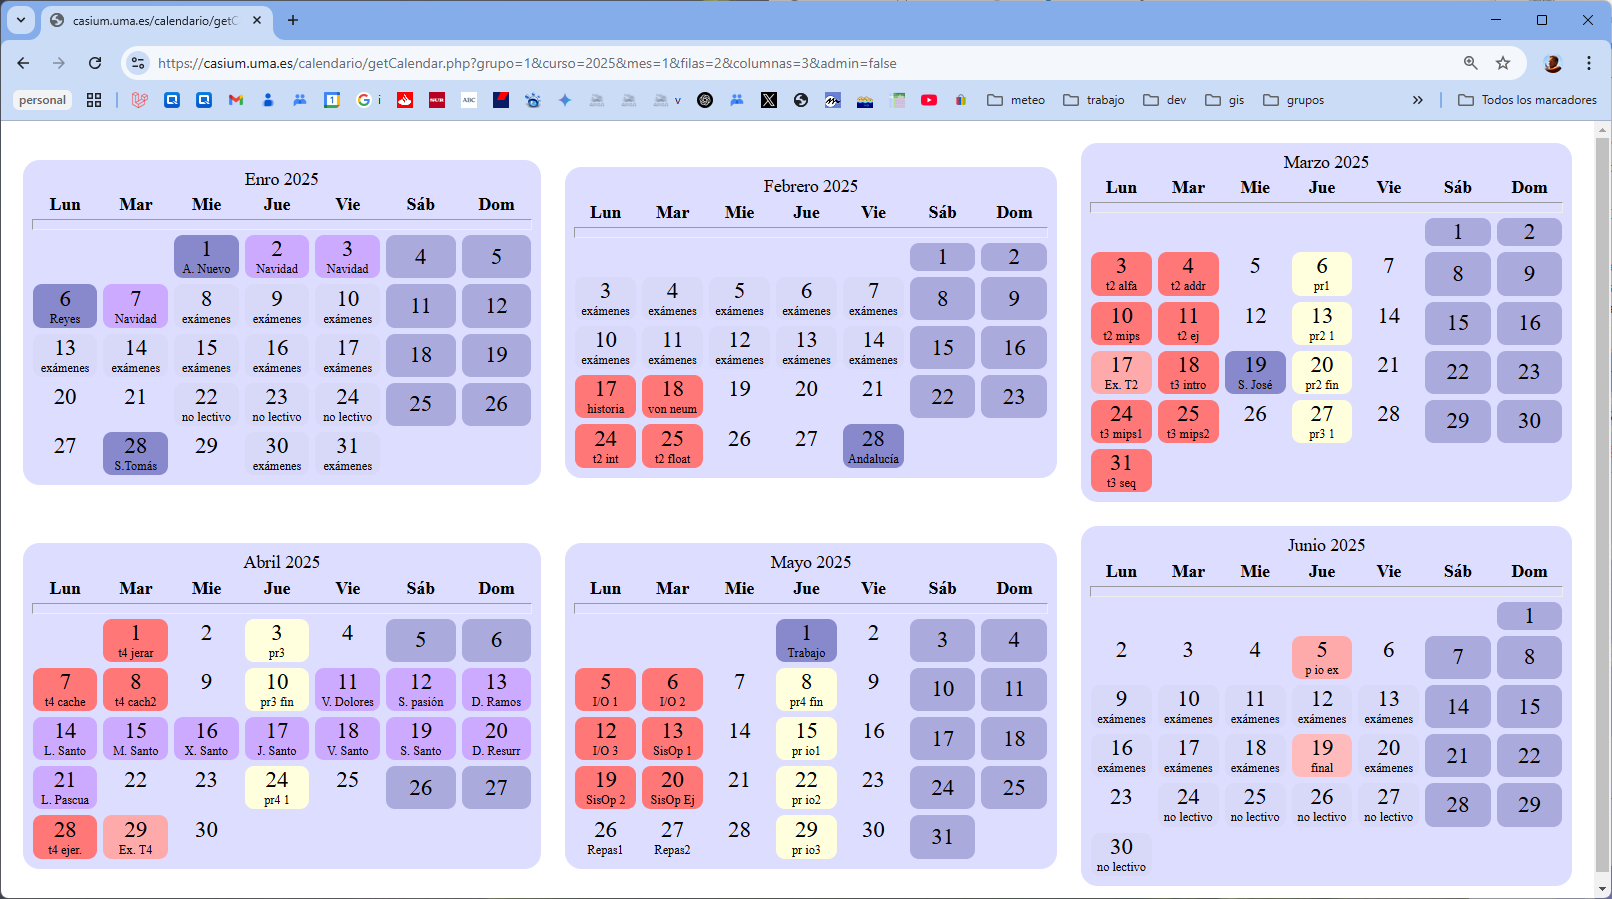 casium.uma.es/calendario/getC
https://casium.uma.es/calendario/getCalendar.php?grupo=1&curso=2025&mes=1&filas=2&columnas=3&admin=false
personal i v meteo trabajo dev gis grupos » Todos los marcadores
Enro 2025
Lun Mar Mie Jue Vie Sáb Dom
1 2 3 4 5
A. Nuevo Navidad Navidad
6 7 8 9 10 11 12
Reyes Navidad exámenes exámenes exámenes
13 14 15 16 17 18 19
exámenes exámenes exámenes exámenes exámenes
20 21 22 23 24 25 26
no lectivo no lectivo no lectivo
27 28 29 30 31
S.Tomás exámenes exámenes
Febrero 2025
Lun Mar Mie Jue Vie Sáb Dom
1 2
3 4 5 6 7 8 9
exámenes exámenes exámenes exámenes exámenes
10 11 12 13 14 15 16
exámenes exámenes exámenes exámenes exámenes
17 18 19 20 21 22 23
historia von neum
24 25 26 27 28
t2 int t2 float Andalucía
Marzo 2025
Lun Mar Mie Jue Vie Sáb Dom
1 2
3 4 5 6 7 8 9
t2 alfa t2 addr pr1
10 11 12 13 14 15 16
t2 mips t2 ej pr2 1
17 18 19 20 21 22 23
Ex. T2 t3 intro S. José pr2 fin
24 25 26 27 28 29 30
t3 mips1 t3 mips2 pr3 1
31
t3 seq
Abril 2025
Lun Mar Mie Jue Vie Sáb Dom
1 2 3 4 5 6
t4 jerar pr3
7 8 9 10 11 12 13
t4 cache t4 cach2 pr3 fin V. Dolores S. pasión D. Ramos
14 15 16 17 18 19 20
L. Santo M. Santo X. Santo J. Santo V. Santo S. Santo D. Resurr
21 22 23 24 25 26 27
L. Pascua pr4 1
28 29 30
t4 ejer. Ex. T4
Mayo 2025
Lun Mar Mie Jue Vie Sáb Dom
1 2 3 4
Trabajo
5 6 7 8 9 10 11
I/O 1 I/O 2 pr4 fin
12 13 14 15 16 17 18
I/O 3 SisOp 1 pr io1
19 20 21 22 23 24 25
SisOp 2 SisOp Ej pr io2
26 27 28 29 30 31
Repas1 Repas2 pr io3
Junio 2025
Lun Mar Mie Jue Vie Sáb Dom
1
2 3 4 5 6 7 8
p io ex
9 10 11 12 13 14 15
exámenes exámenes exámenes exámenes exámenes
16 17 18 19 20 21 22
exámenes exámenes exámenes final exámenes
23 24 25 26 27 28 29
no lectivo no lectivo no lectivo no lectivo
30
no lectivo